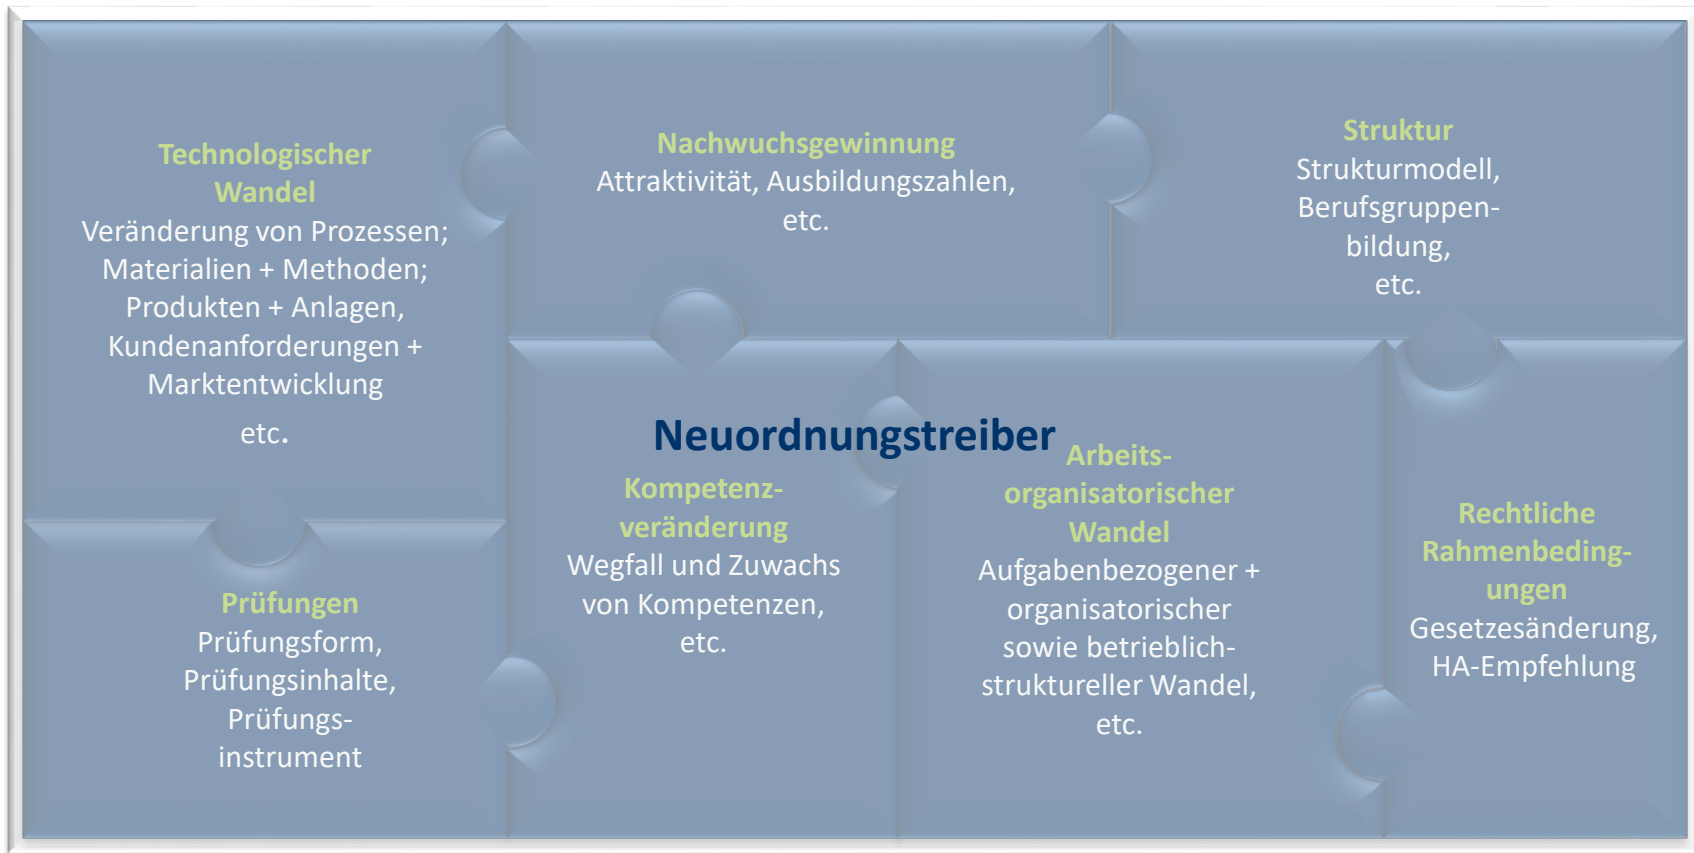 Technologischer
Wandel
Veränderung von Prozessen;
Materialien + Methoden;
Produkten + Anlagen,
Kundenanforderungen +
Marktentwicklung
etc.
Nachwuchsgewinnung
Attraktivität, Ausbildungszahlen,
etc.
Struktur
Strukturmodell,
Berufsgruppen-
bildung,
etc.
Neuordnungstreiber
Prüfungen
Prüfungsform,
Prüfungsinhalte,
Prüfungs-
instrument
Kompetenz-
veränderung
Wegfall und Zuwachs
von Kompetenzen,
etc.
Arbeits-
organisatorischer
Wandel
Aufgabenbezogener +
organisatorischer
sowie betrieblich-
struktureller Wandel,
etc.
Rechtliche
Rahmenbeding-
ungen
Gesetzesänderung,
HA-Empfehlung